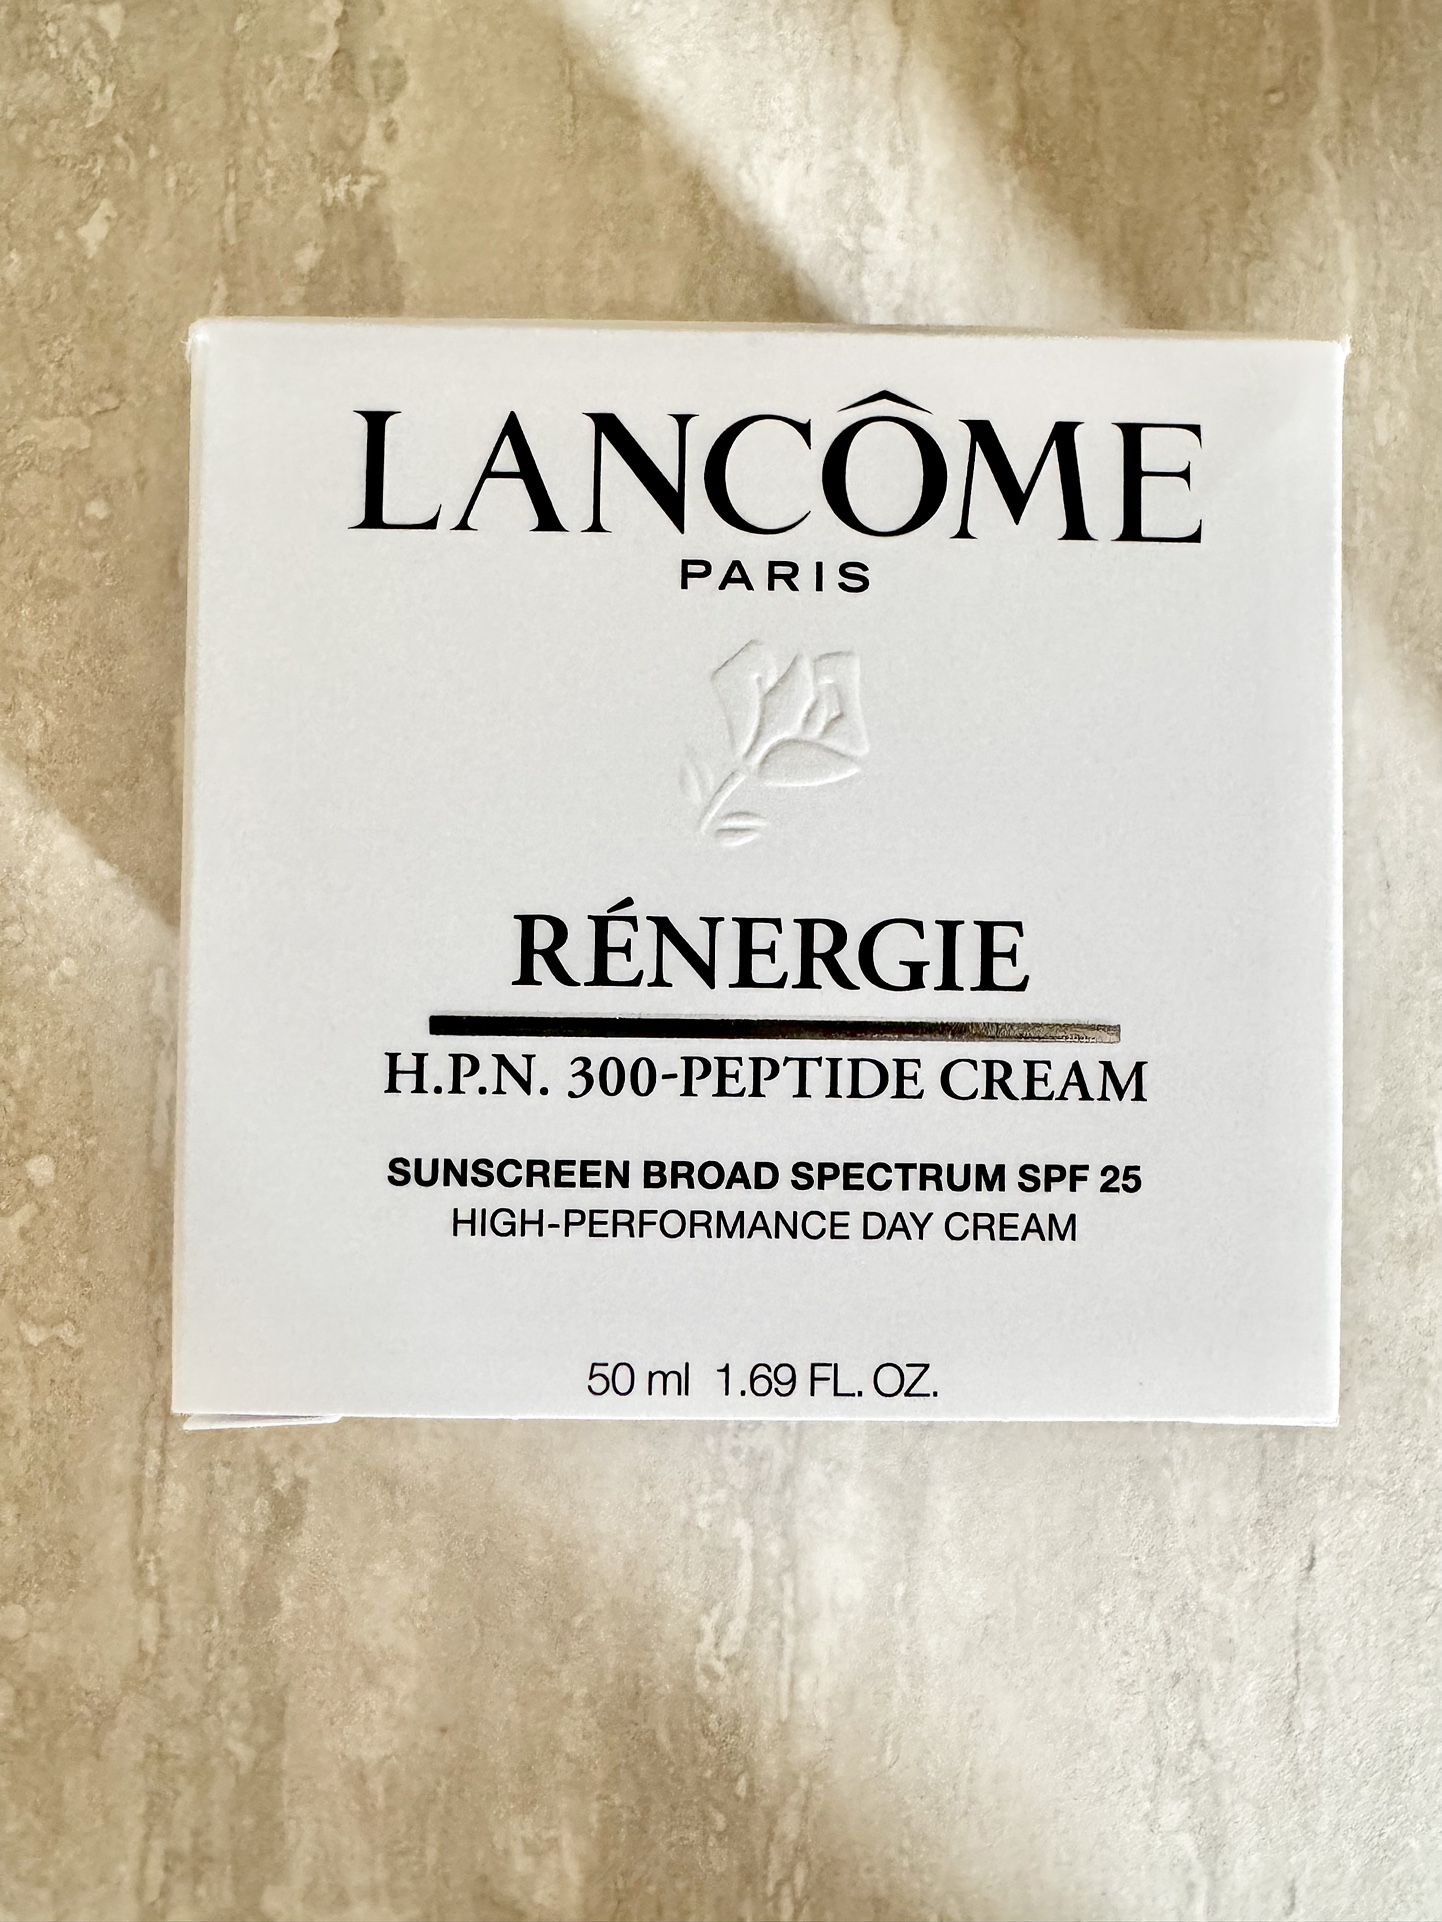 LANCÔME
PARIS
RÉNERGIE
H.P.N. 300-PEPTIDE CREAM
SUNSCREEN BROAD SPECTRUM SPF 25
HIGH-PERFORMANCE DAY CREAM
50 ml 1.69 FL. OZ.